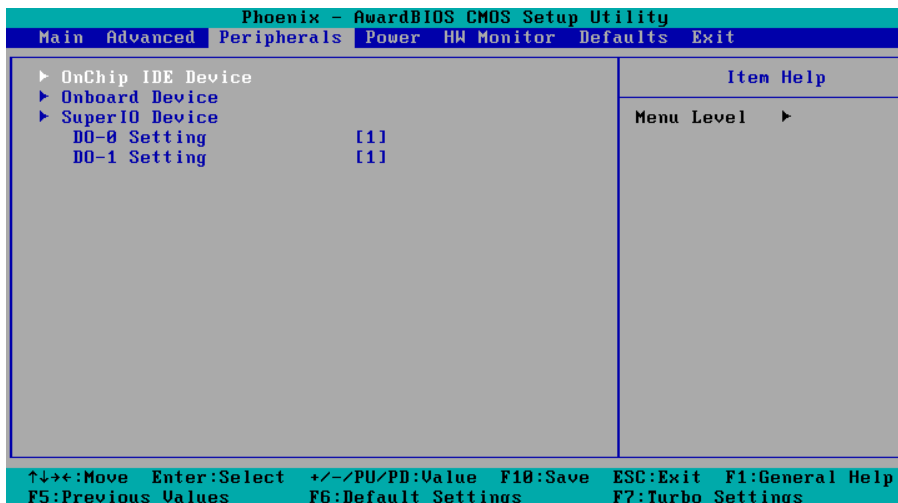 Phoenix - AwardBIOS CMOS Setup Utility
Main Advanced Peripherals Power HW Monitor Defaults Exit
▶ OnChip IDE Device
▶ Onboard Device
▶ SuperIO Device
DO-0 Setting [1]
DO-1 Setting [1]
Item Help
Menu Level ▶
↑↓→←:Move Enter:Select +/-/PU/PD:Value F10:Save ESC:Exit F1:General Help
F5:Previous Values F6:Default Settings F7:Turbo Settings